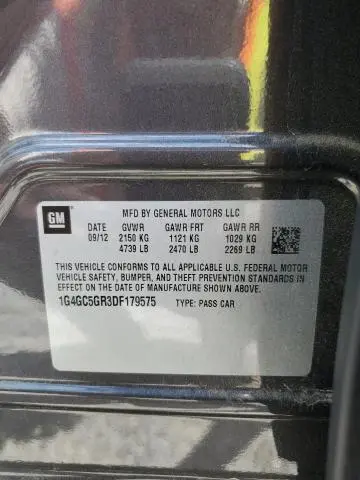 GM
MFD BY GENERAL MOTORS LLC
DATE GVWR GAWR FRT GAWR RR
09/12 2150 KG 1121 KG 1029 KG
4739 LB 2470 LB 2269 LB
THIS VEHICLE CONFORMS TO ALL APPLICABLE U.S. FEDERAL MOTOR
VEHICLE SAFETY, BUMPER, AND THEFT PREVENTION STANDARDS IN
EFFECT ON THE DATE OF MANUFACTURE SHOWN ABOVE.
1G4GC5GR3DF179575 TYPE: PASS CAR